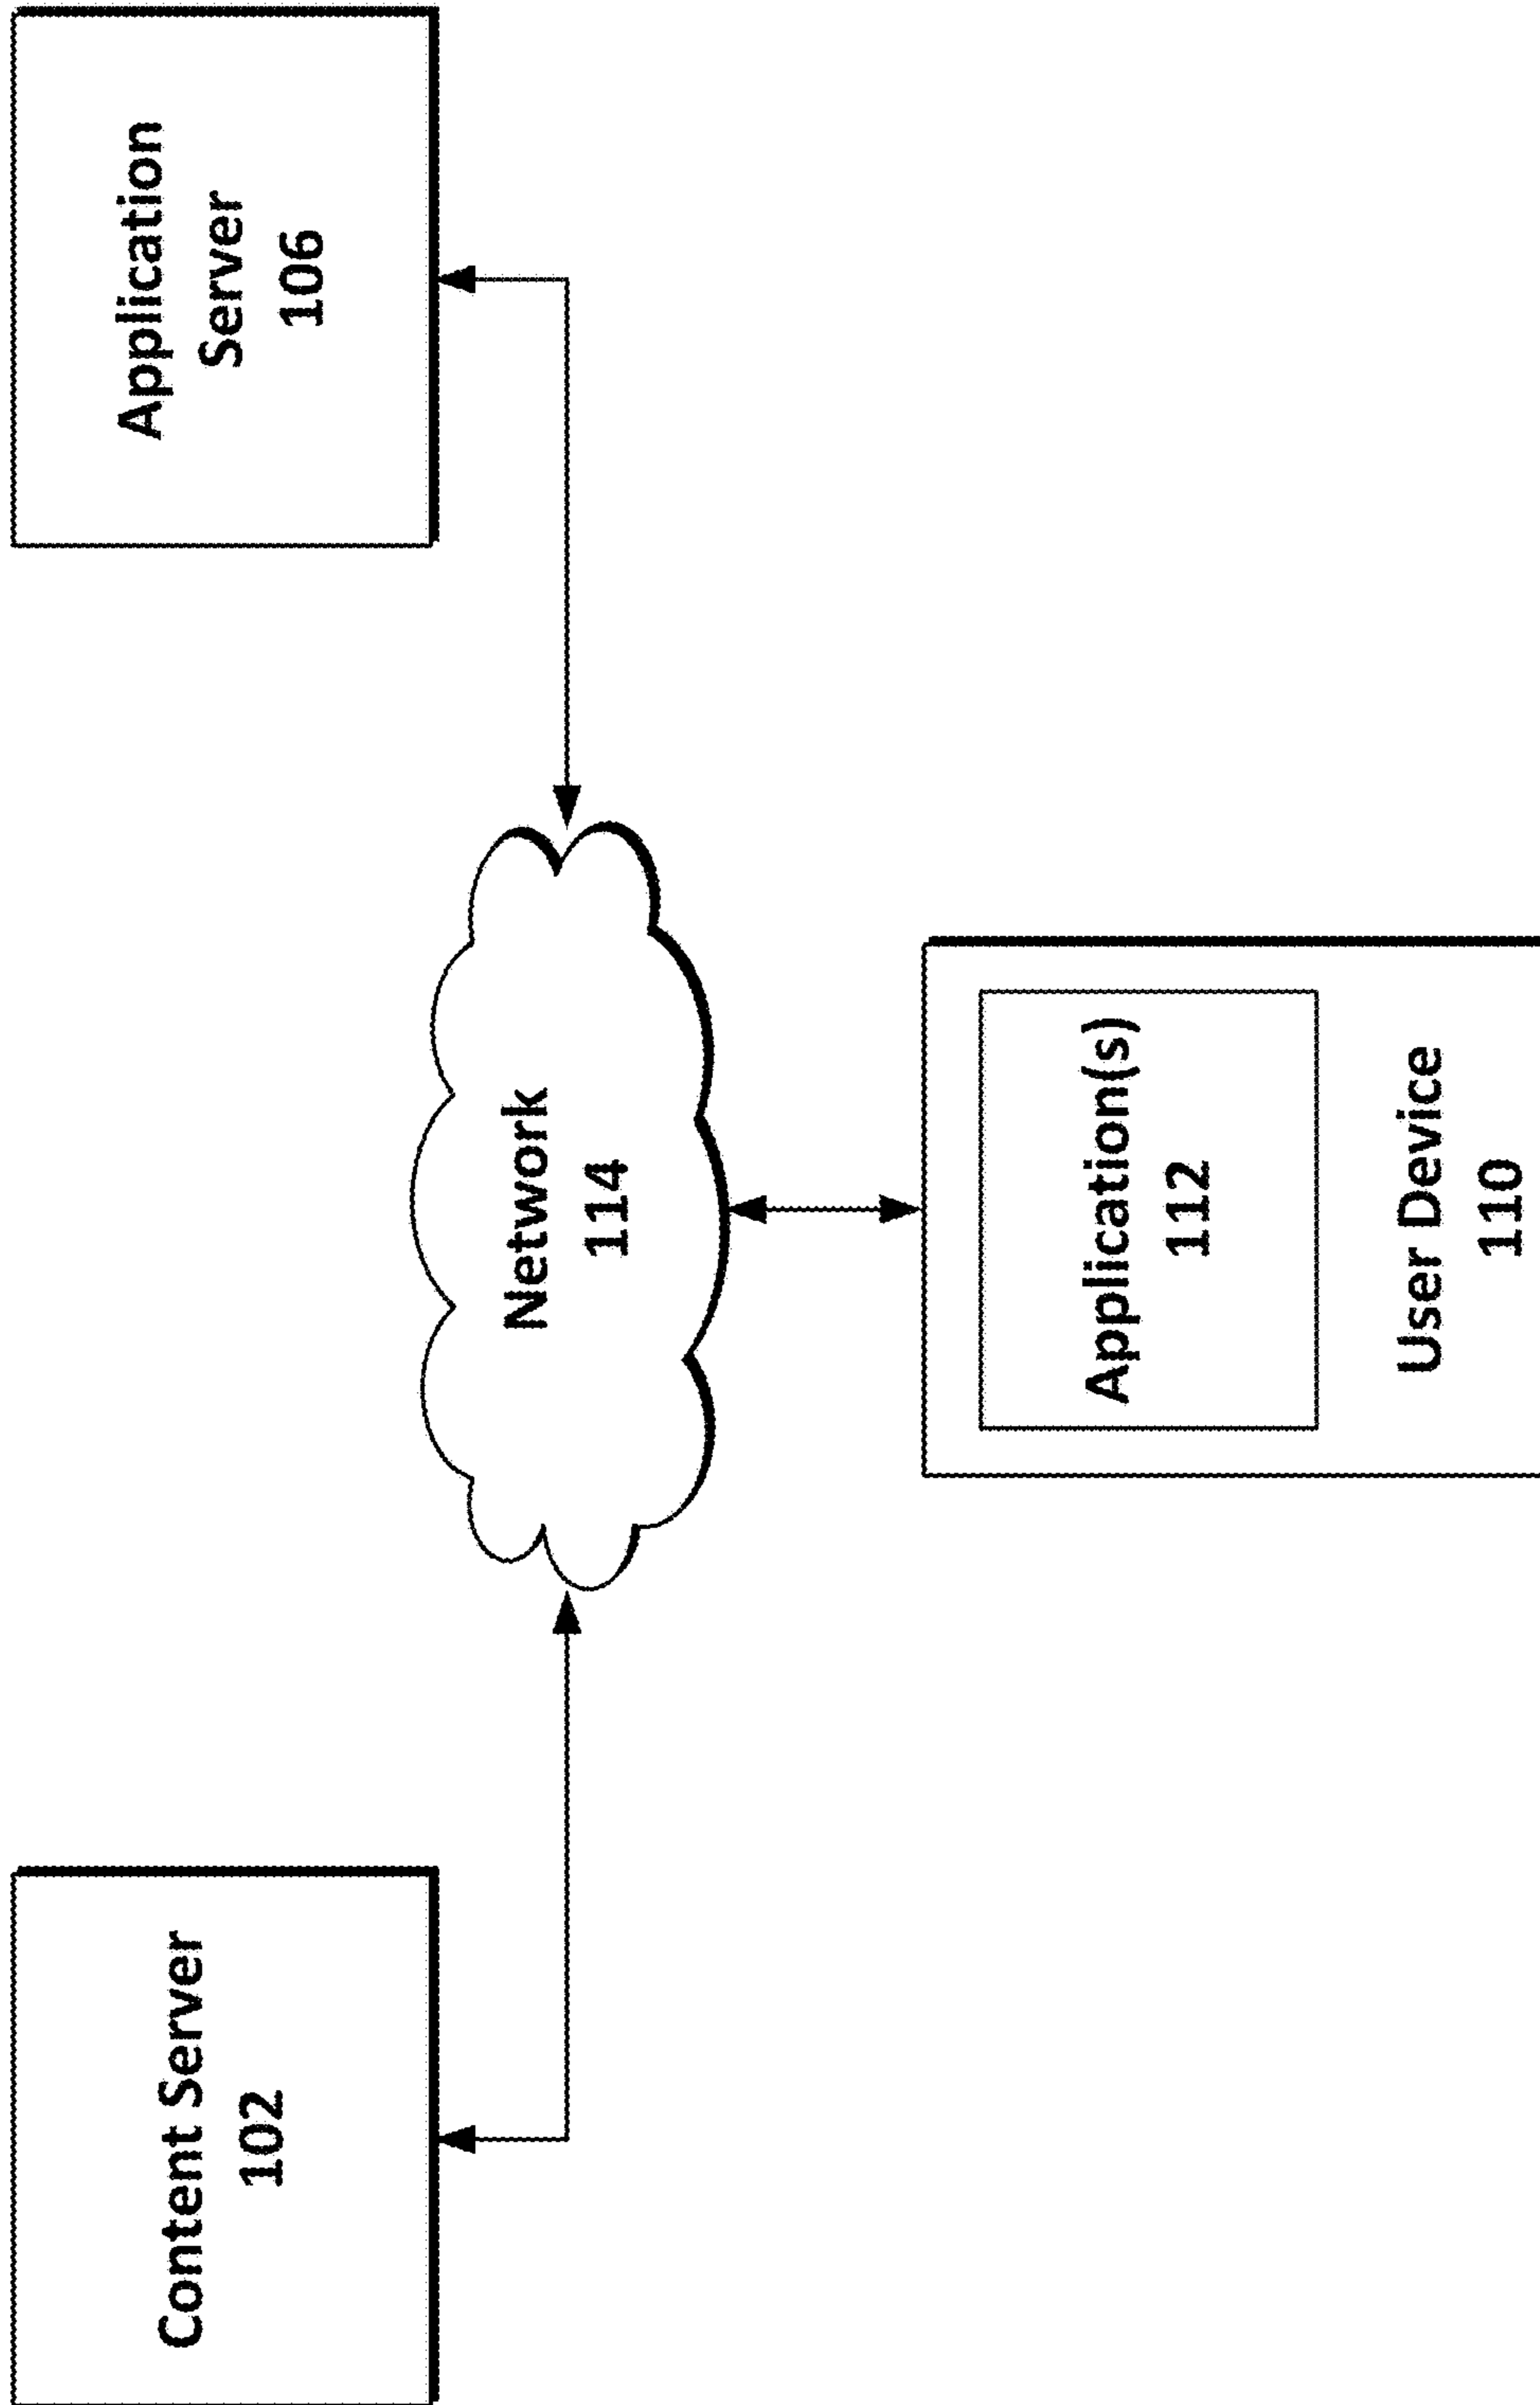 Content Server
102
Application
Server
106
Network
114
Application(s)
112
User Device
110